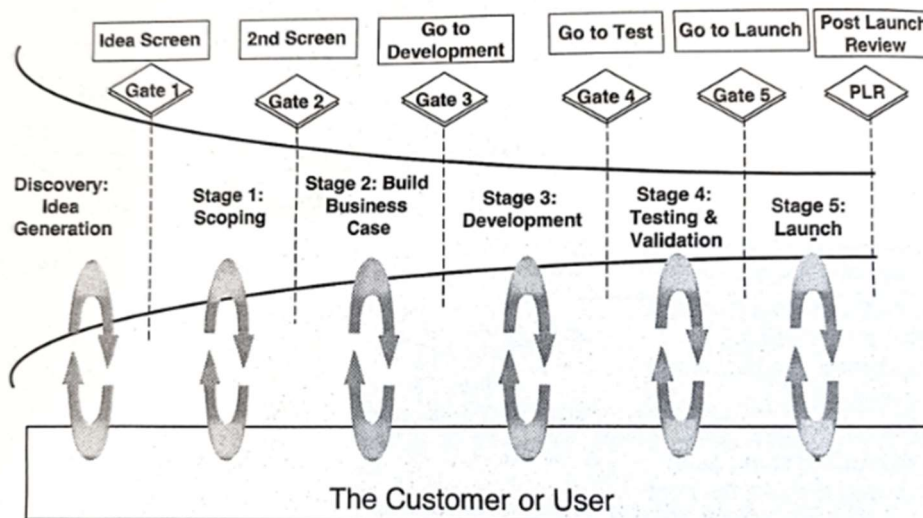 Idea Screen
2nd Screen
Go to
Development
Go to Test
Go to Launch
Post Launch
Review
Gate 1
Gate 2
Gate 3
Gate 4
Gate 5
PLR
Discovery:
Idea
Generation
Stage 1:
Scoping
Stage 2: Build
Business
Case
Stage 3:
Development
Stage 4:
Testing &
Validation
Stage 5:
Launch
The Customer or User